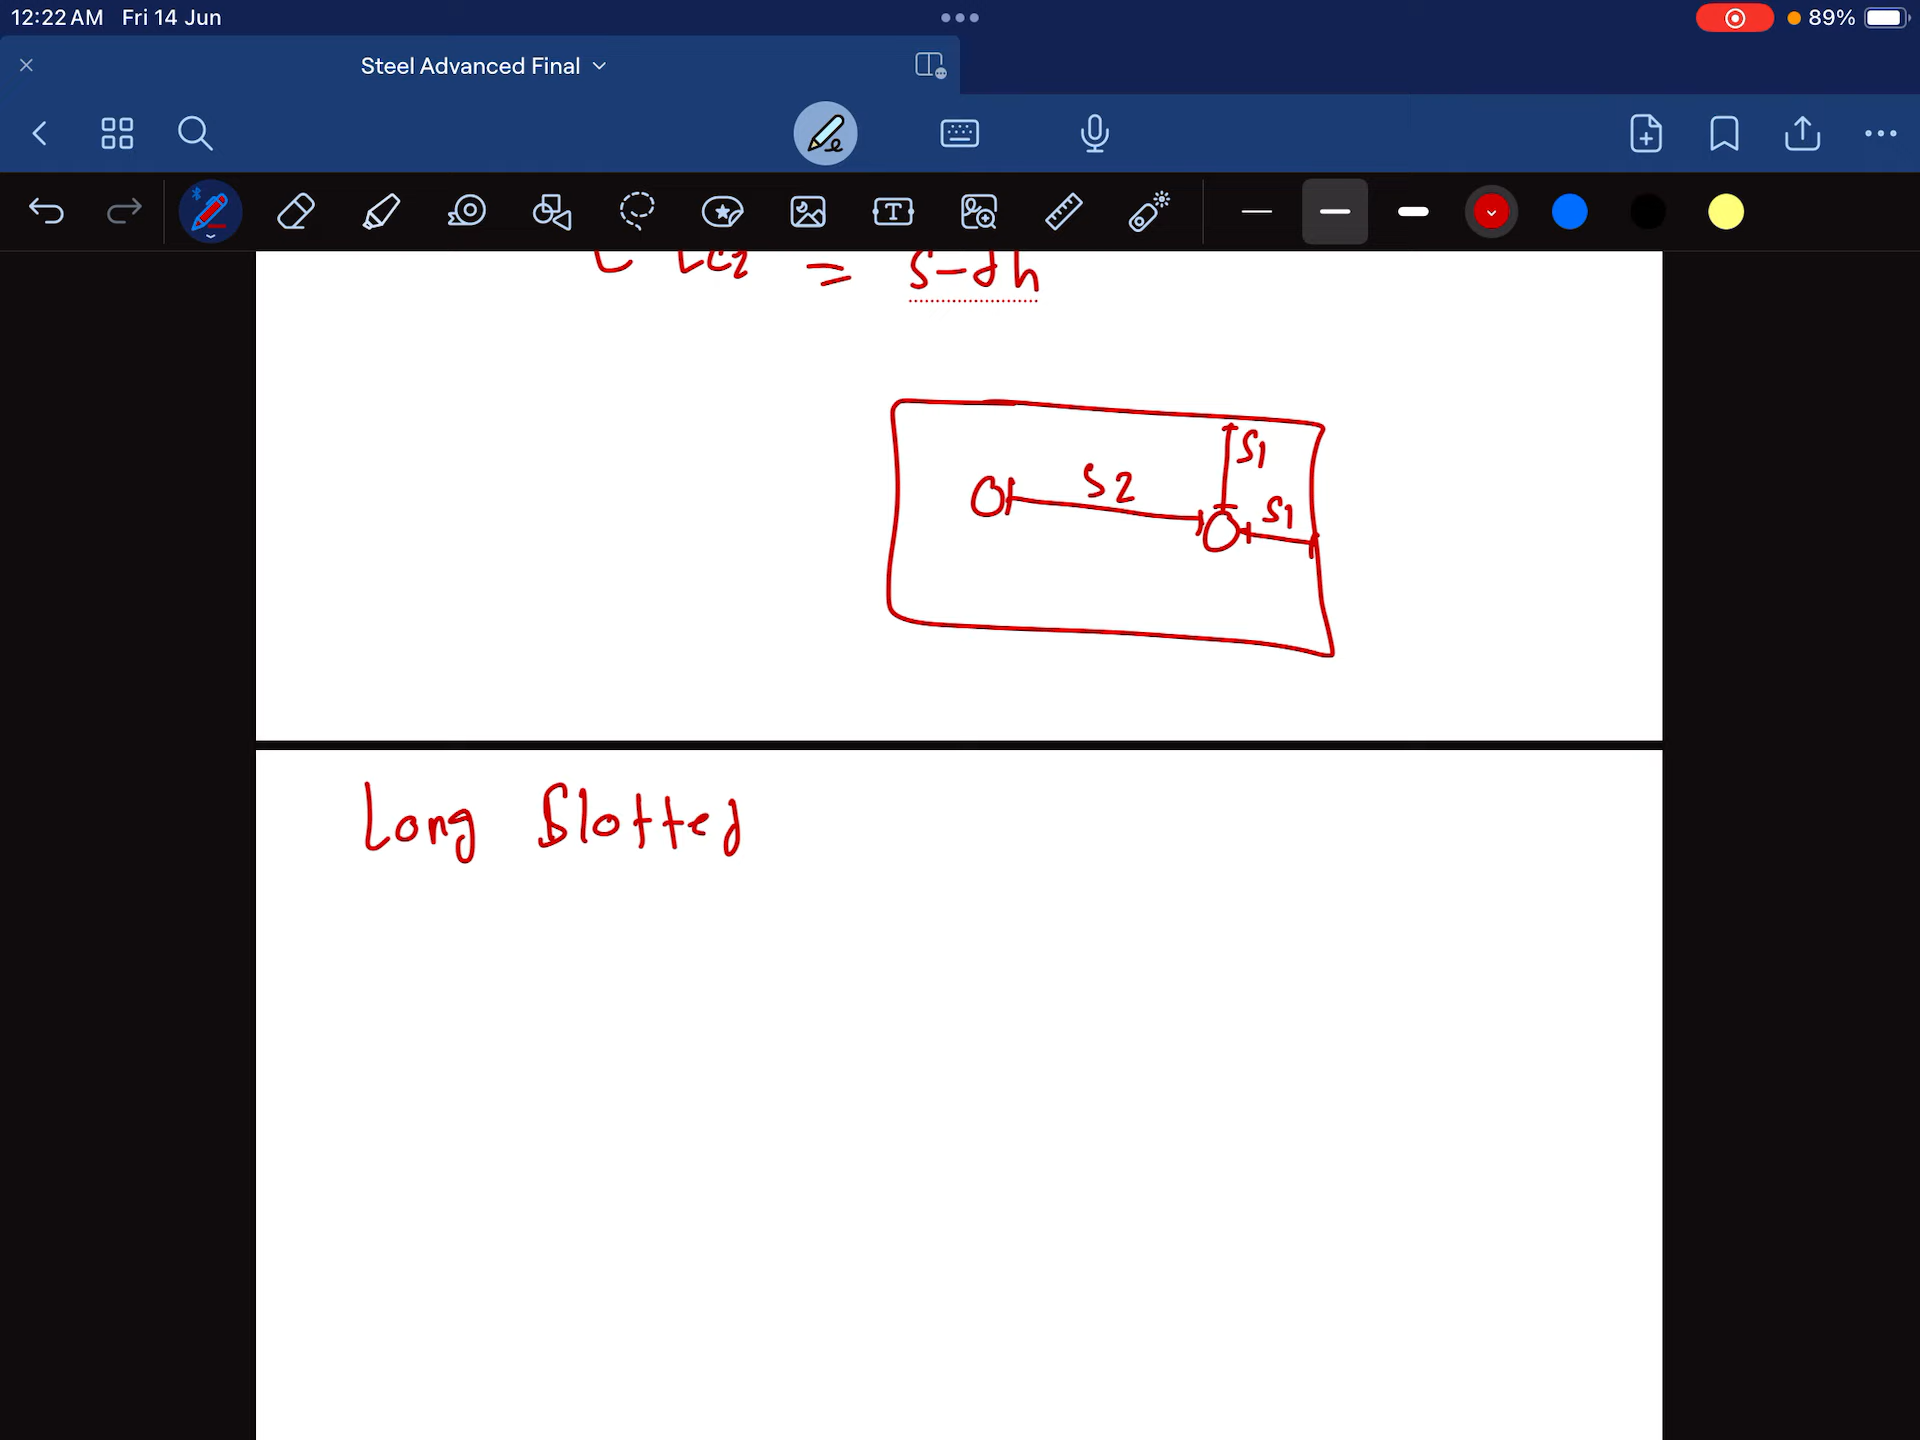 12:22 AM Fri 14 Jun
89%
Steel Advanced Final
= S-dh
S1
S2
S1
Long Slotted